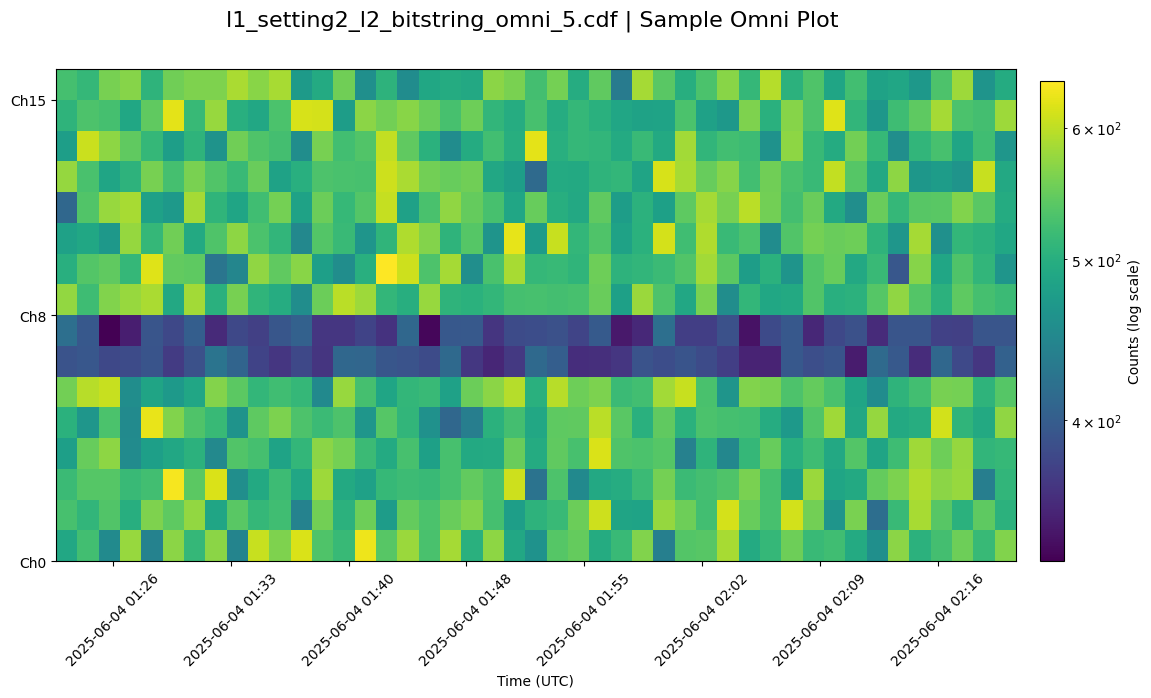 l1_setting2_l2_bitstring_omni_5.cdf | Sample Omni Plot
Ch15
Ch8
Ch0
6 × 10²
5 × 10²
4 × 10²
Counts (log scale)
2025-06-04 01:26
2025-06-04 01:33
2025-06-04 01:40
2025-06-04 01:48
2025-06-04 01:55
2025-06-04 02:02
2025-06-04 02:09
2025-06-04 02:16
Time (UTC)